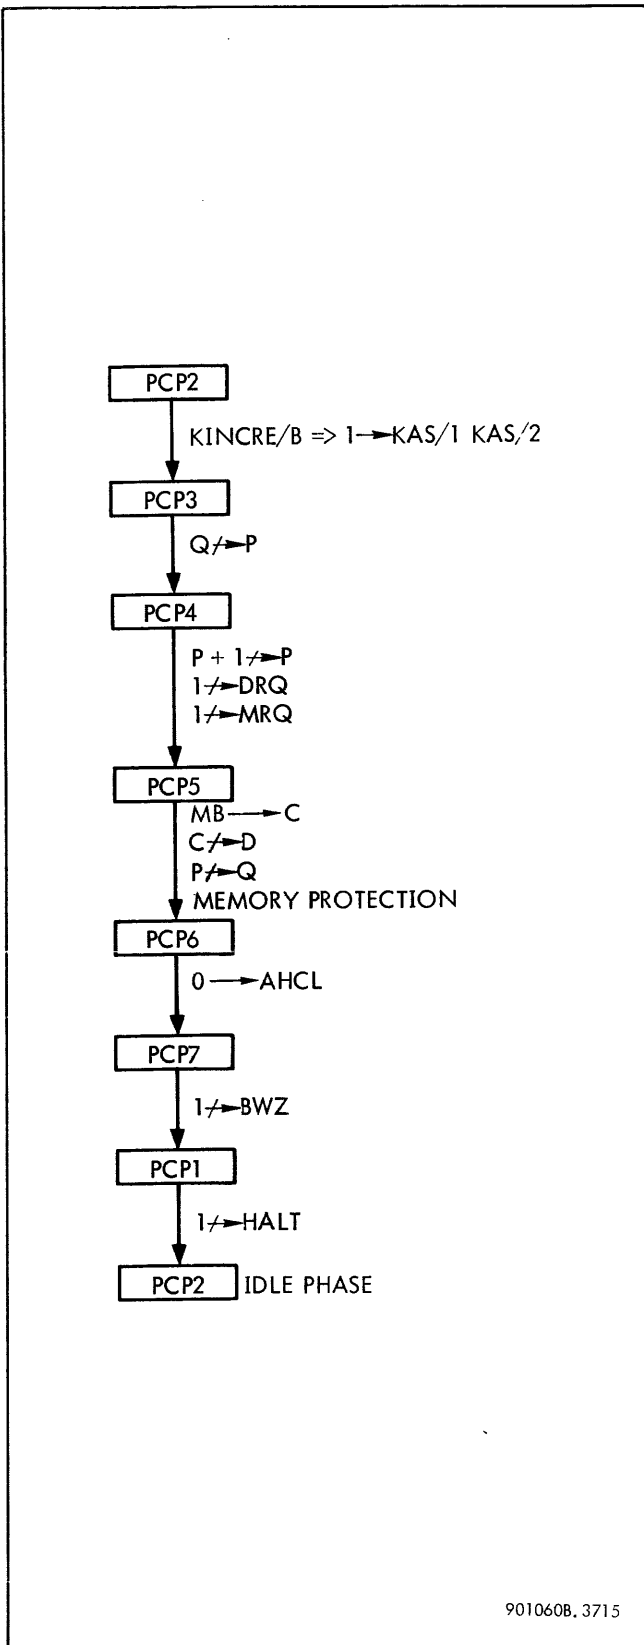 PCP2
KINCRE/B => 1→KAS/1 KAS/2
PCP3
Q↛P
PCP4
P + 1↛P
1↛DRQ
1↛MRQ
PCP5
MB→C
C↛D
P↛Q
MEMORY PROTECTION
PCP6
0→AHCL
PCP7
1↛BWZ
PCP1
1↛HALT
PCP2 IDLE PHASE
901060B.3715